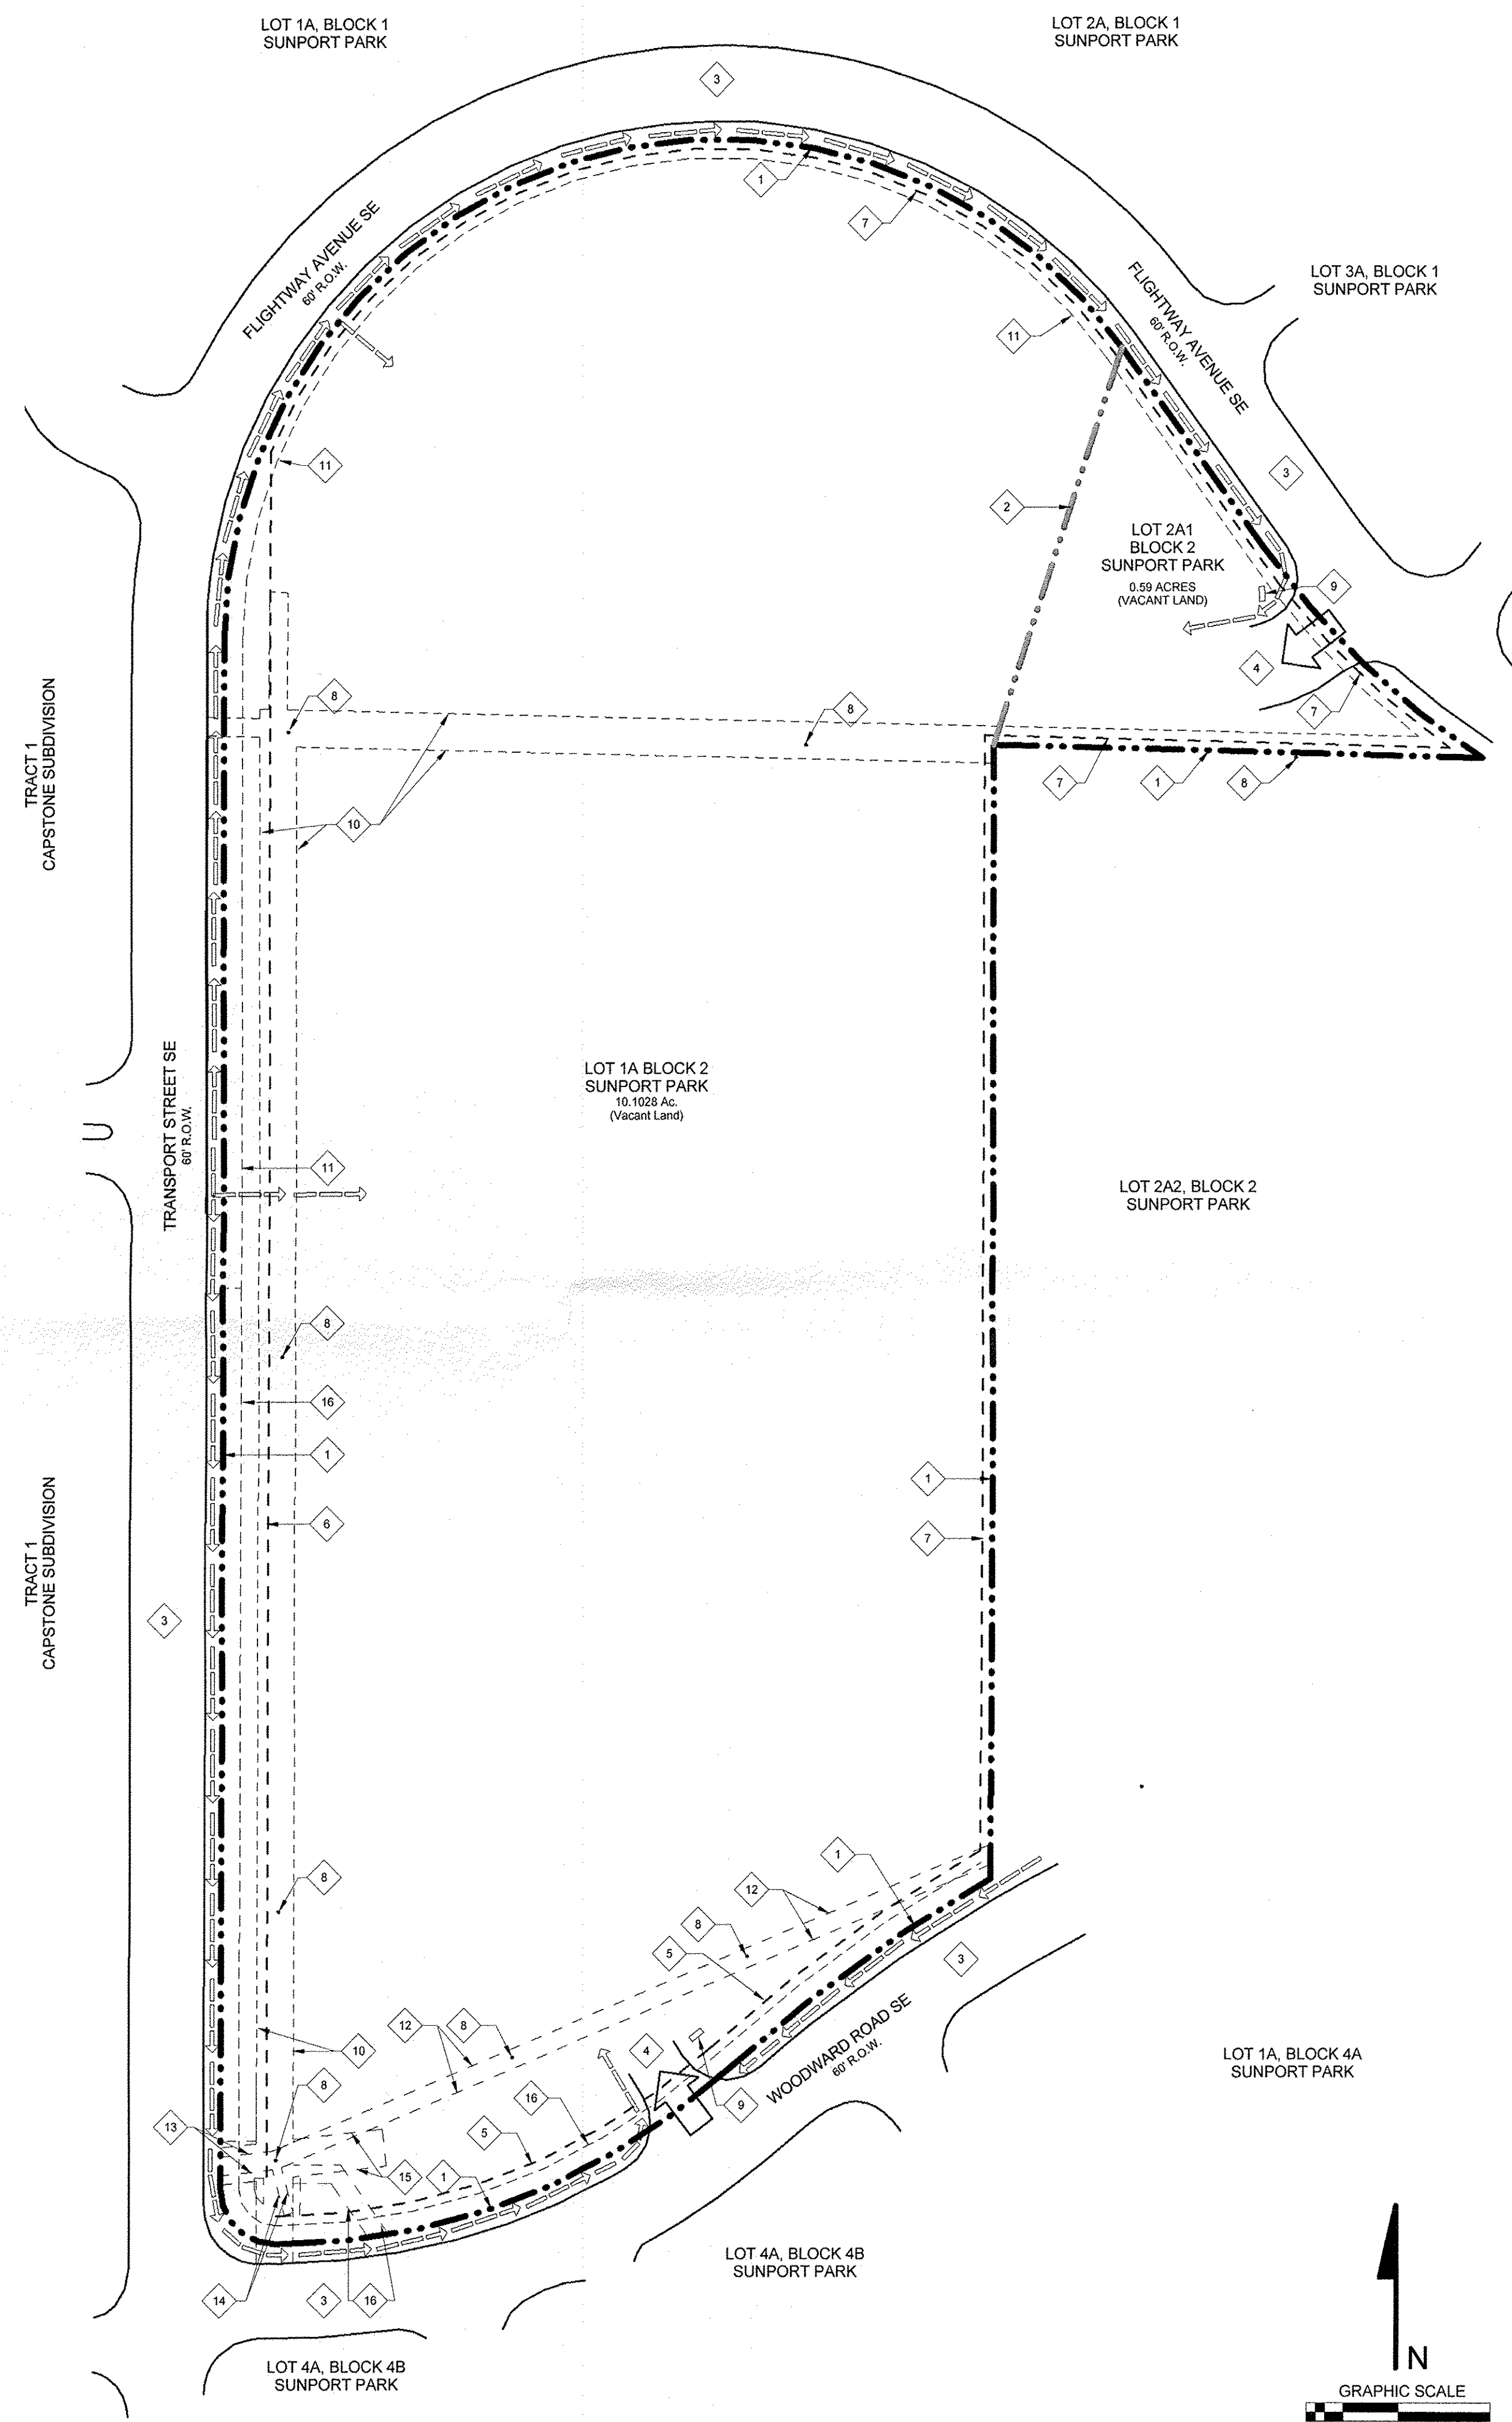 LOT 1A, BLOCK 1
SUNPORT PARK
LOT 2A, BLOCK 1
SUNPORT PARK
3
1
7
FLIGHTWAY AVENUE SE
60' R.O.W.
FLIGHTWAY AVENUE SE
60' R.O.W.
LOT 3A, BLOCK 1
SUNPORT PARK
11
11
3
2
LOT 2A1
BLOCK 2
SUNPORT PARK
0.59 ACRES
(VACANT LAND)
9
4
8
8
7
7
1
8
10
TRACT 1
CAPSTONE SUBDIVISION
LOT 1A BLOCK 2
SUNPORT PARK
10.1028 Ac.
(Vacant Land)
TRANSPORT STREET SE
60' R.O.W.
11
LOT 2A2, BLOCK 2
SUNPORT PARK
8
16
1
6
1
7
TRACT 1
CAPSTONE SUBDIVISION
3
8
1
12
8
5
3
12
8
10
4
WOODWARD ROAD SE
60' R.O.W.
LOT 1A, BLOCK 4A
SUNPORT PARK
8
16
9
13
5
15
1
14
3
16
LOT 4A, BLOCK 4B
SUNPORT PARK
LOT 4A, BLOCK 4B
SUNPORT PARK
N
GRAPHIC SCALE